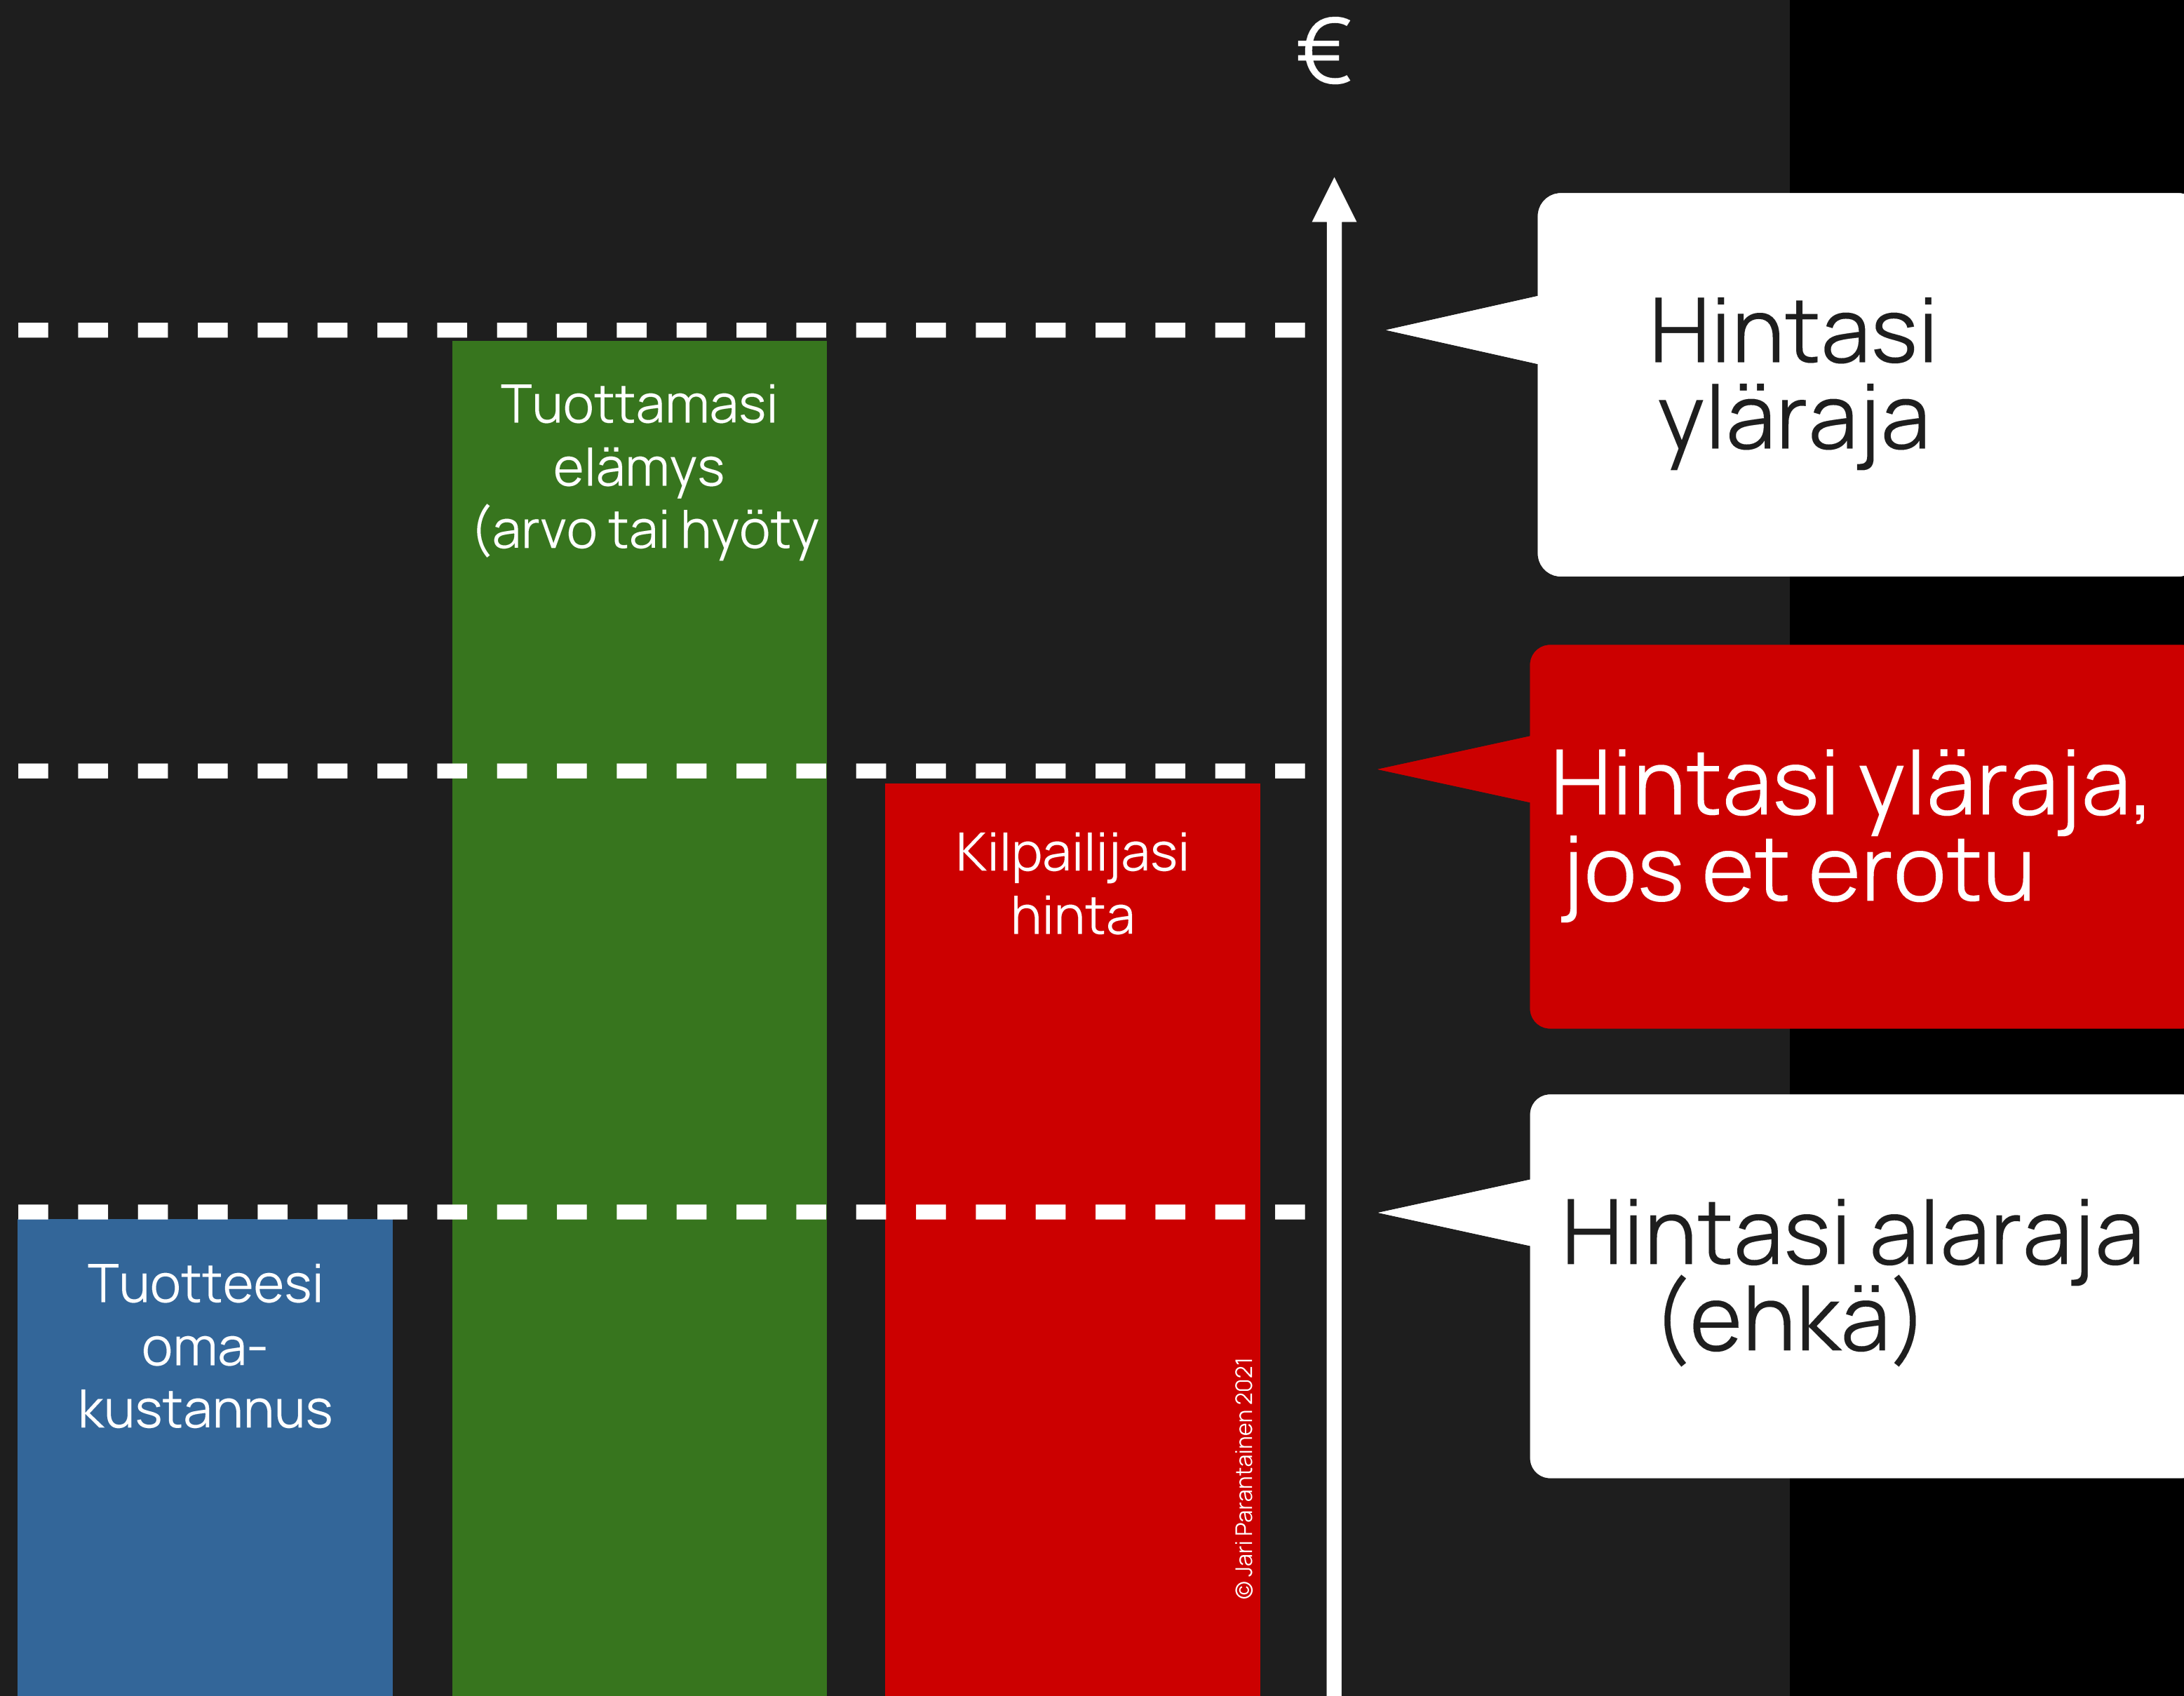 €
Hintasi
yläraja
Tuottamasi
elämys
(arvo tai hyöty
Hintasi yläraja,
jos et erotu
Kilpailijasi
hinta
Hintasi alaraja
(ehkä)
Tuotteesi
oma-
kustannus
© Jari Parantainen 2021